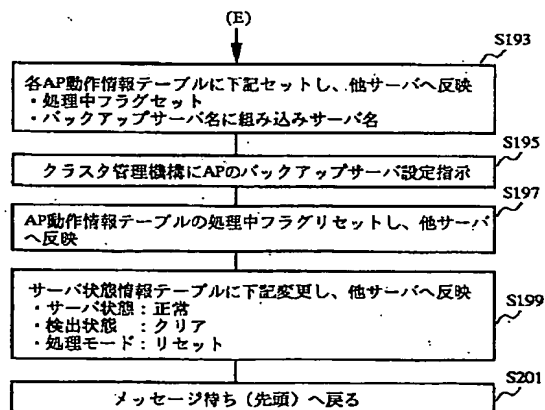 (E)
S193
各AP動作情報テーブルに下記セットし、他サーバへ反映
・処理中フラグセット
・バックアップサーバ名に組み込みサーバ名
S195
クラスタ管理機構にAPのバックアップサーバ設定指示
S197
AP動作情報テーブルの処理中フラグリセットし、他サーバ
へ反映
サーバ状態情報テーブルに下記変更し、他サーバへ反映
・サーバ状態：正常
・検出状態　：クリア
・処理モード：リセット
S199
S201
メッセージ待ち（先頭）へ戻る